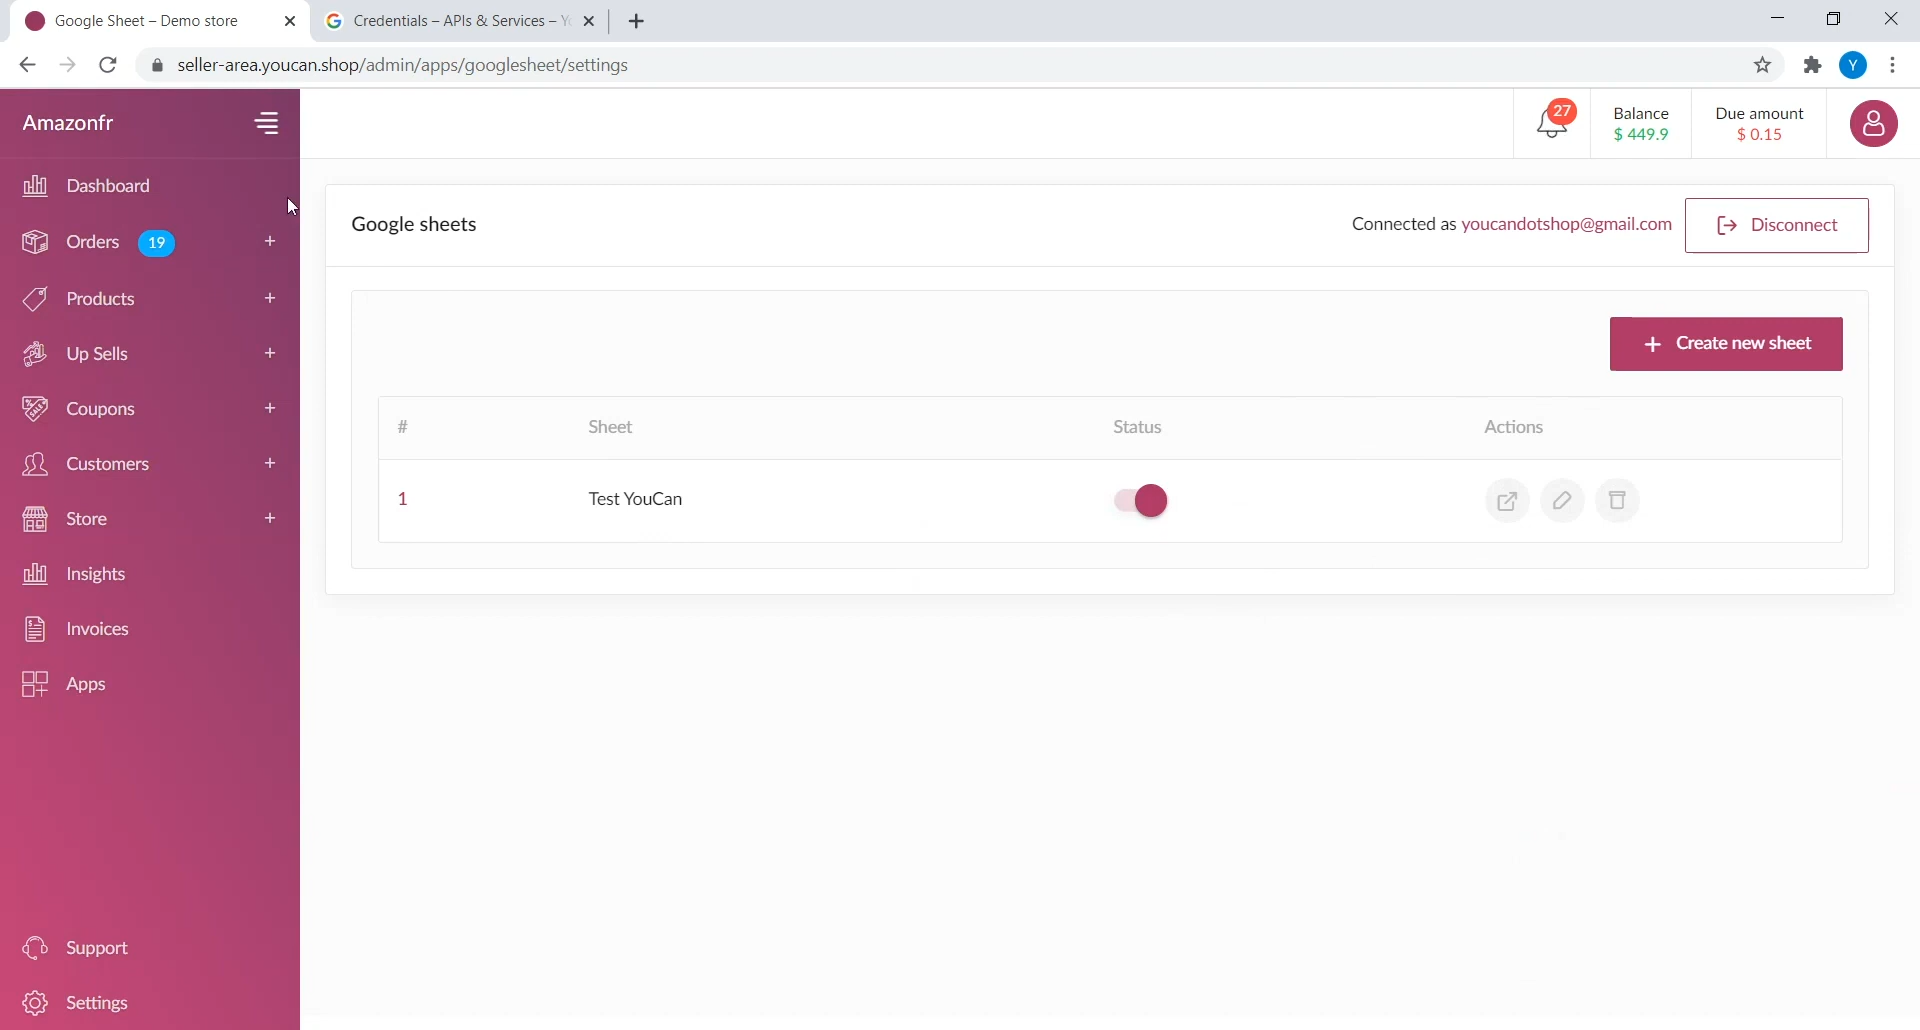 Google Sheet – Demo store
Credentials – APIs & Services –
seller-area.youcan.shop/admin/apps/googlesheet/settings
Y
Amazonfr
27
Balance
$ 449.9
Due amount
$ 0.15
Dashboard
Orders 19 +
Products +
Up Sells +
Coupons +
Customers +
Store +
Insights
Invoices
Apps
Support
Settings
Google sheets
Connected as youcandotshop@gmail.com
Disconnect
+ Create new sheet
# Sheet Status Actions
1 Test YouCan